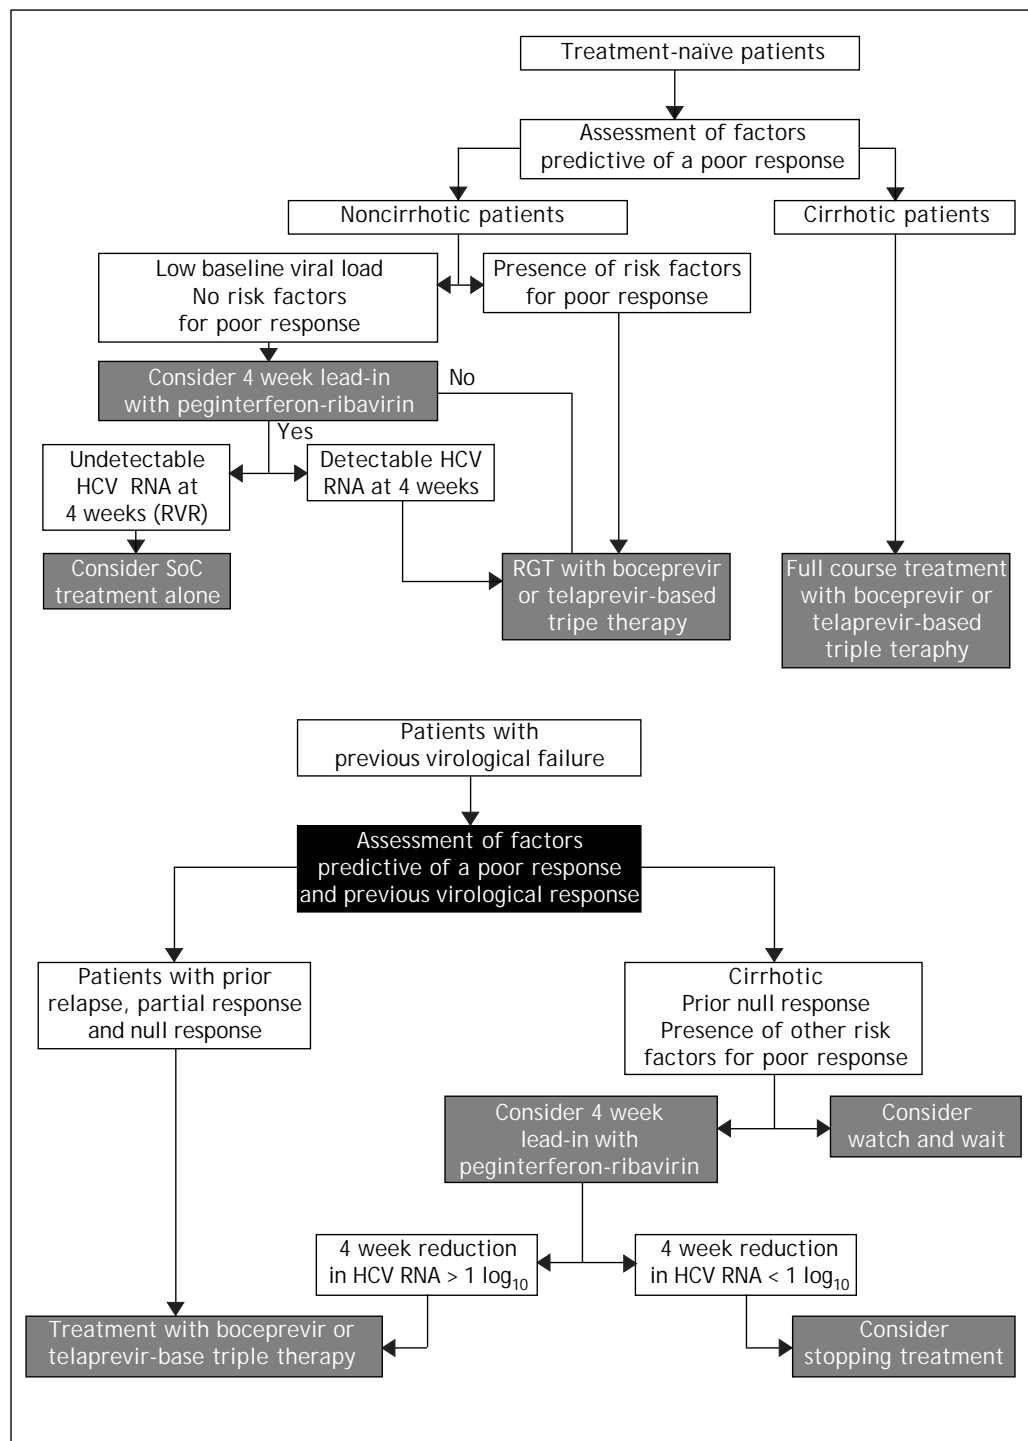 Treatment-naïve patients
Assessment of factors
predictive of a poor response
Noncirrhotic patients
Cirrhotic patients
Low baseline viral load
No risk factors
for poor response
Presence of risk factors
for poor response
Consider 4 week lead-in
with peginterferon-ribavirin
No
Yes
Undetectable
HCV RNA at
4 weeks (RVR)
Detectable HCV
RNA at 4 weeks
Consider SoC
treatment alone
RGT with boceprevir
or telaprevir-based
tripe therapy
Full course treatment
with boceprevir or
telaprevir-based
triple teraphy
Patients with
previous virological failure
Assessment of factors
predictive of a poor response
and previous virological response
Patients with prior
relapse, partial response
and null response
Cirrhotic
Prior null response
Presence of other risk
factors for poor response
Consider 4 week
lead-in with
peginterferon-ribavirin
Consider
watch and wait
4 week reduction
in HCV RNA > 1 log₁₀
4 week reduction
in HCV RNA < 1 log₁₀
Treatment with boceprevir or
telaprevir-base triple therapy
Consider
stopping treatment